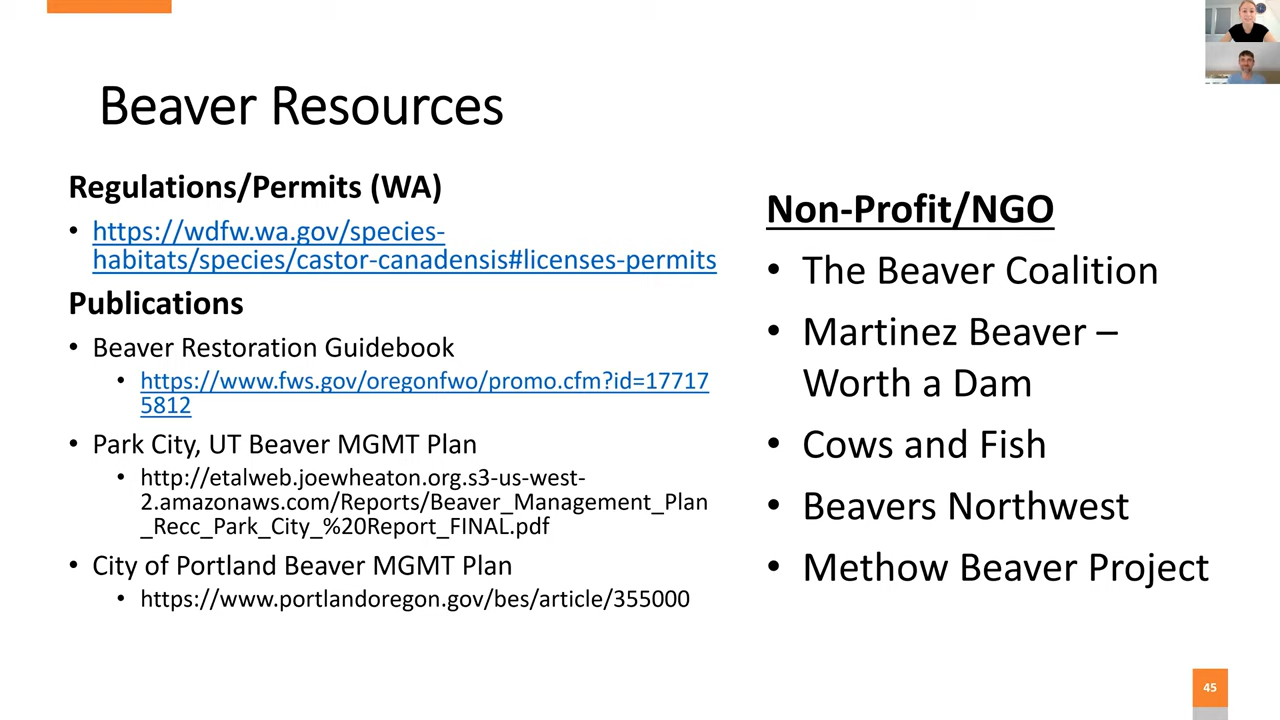 Beaver Resources
Regulations/Permits (WA)
• https://wdfw.wa.gov/species-
habitats/species/castor-canadensis#licenses-permits
Publications
• Beaver Restoration Guidebook
• https://www.fws.gov/oregonfwo/promo.cfm?id=17717
5812
• Park City, UT Beaver MGMT Plan
• http://etalweb.joewheaton.org.s3-us-west-
2.amazonaws.com/Reports/Beaver_Management_Plan
_Recc_Park_City_%20Report_FINAL.pdf
• City of Portland Beaver MGMT Plan
• https://www.portlandoregon.gov/bes/article/355000
Non-Profit/NGO
• The Beaver Coalition
• Martinez Beaver –
Worth a Dam
• Cows and Fish
• Beavers Northwest
• Methow Beaver Project
45